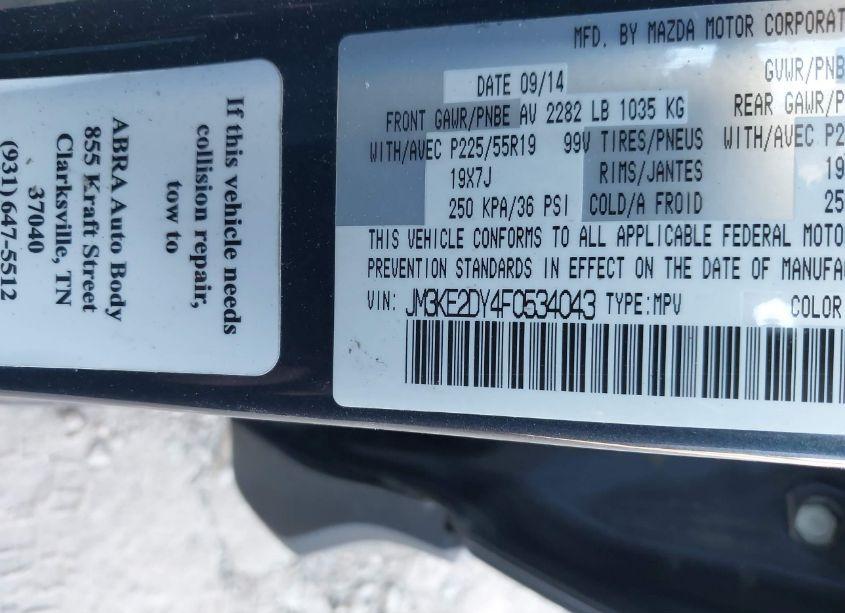 If this vehicle needs
collision repair,
tow to
ABRA Auto Body
855 Kraft Street
Clarksville, TN
37040
(931) 647-5512
MFD. BY MAZDA MOTOR CORPORAT
DATE 09/14
GVWR/PNB
FRONT GAWR/PNBE AV 2282 LB 1035 KG
REAR GAWR/P
WITH/AVEC P225/55R19 99V TIRES/PNEUS
WITH/AVEC P2
19X7J RIMS/JANTES
19
250 KPA/36 PSI COLD/A FROID
25
THIS VEHICLE CONFORMS TO ALL APPLICABLE FEDERAL MOTO
PREVENTION STANDARDS IN EFFECT ON THE DATE OF MANUFA
VIN: JM3KE2DY4F0534043 TYPE:MPV COLOR